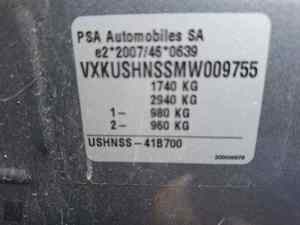 PSA Automobiles SA
e2*2007/46*0639
VXKUSHNSSMW009755
1740 KG
2940 KG
1- 980 KG
2- 960 KG
USHNSS-41B700